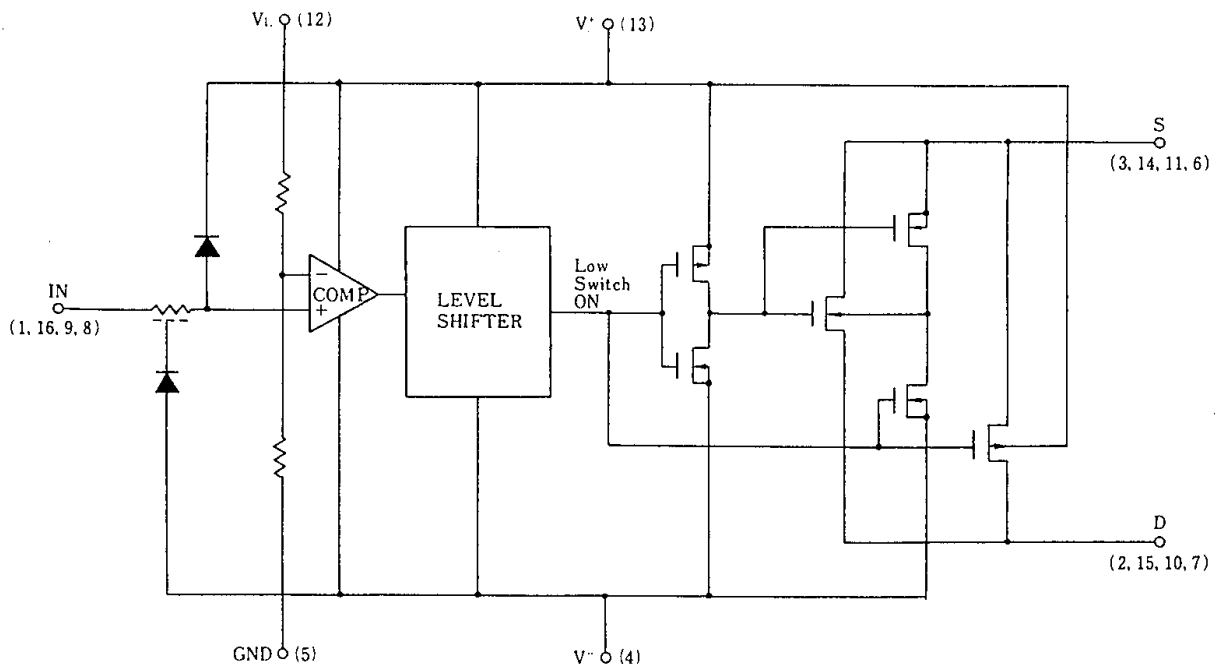 VL (12)
V+ (13)
S
(3, 14, 11, 6)
IN
(1, 16, 9, 8)
−
COMP
+
LEVEL
SHIFTER
Low
Switch
ON
D
(2, 15, 10, 7)
GND (5)
V− (4)